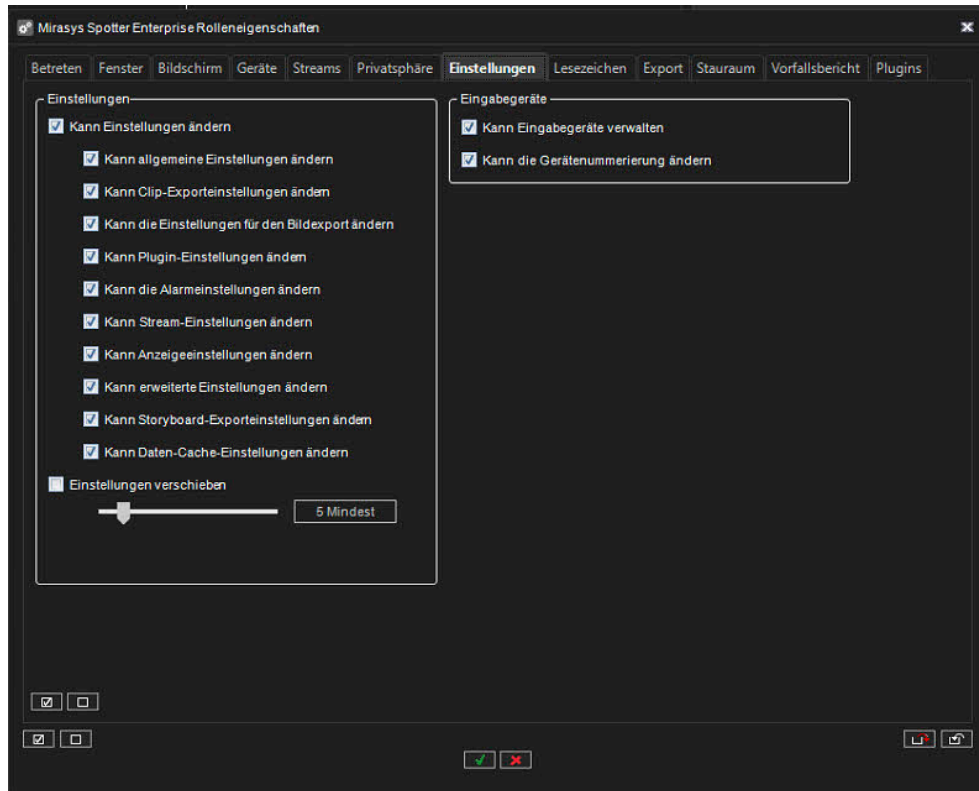 Mirasys Spotter Enterprise Rolleneigenschaften
Betreten Fenster Bildschirm Geräte Streams Privatsphäre Einstellungen Lesezeichen Export Stauraum Vorfallsbericht Plugins
Einstellungen
Kann Einstellungen ändern
Kann allgemeine Einstellungen ändern
Kann Clip-Exporteinstellungen ändern
Kann die Einstellungen für den Bildexport ändern
Kann Plugin-Einstellungen ändern
Kann die Alarmeinstellungen ändern
Kann Stream-Einstellungen ändern
Kann Anzeigeeinstellungen ändern
Kann erweiterte Einstellungen ändern
Kann Storyboard-Exporteinstellungen ändern
Kann Daten-Cache-Einstellungen ändern
Einstellungen verschieben
5 Mindest
Eingabegeräte
Kann Eingabegeräte verwalten
Kann die Gerätenummerierung ändern